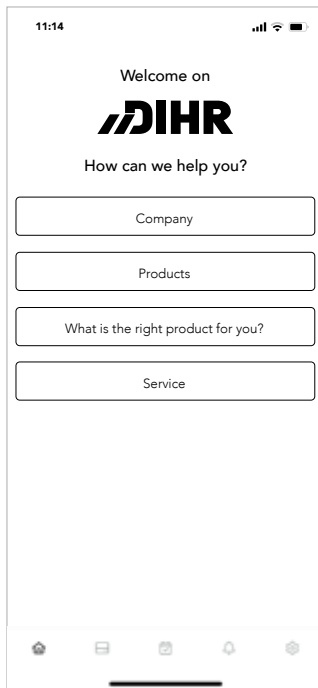 11:14
Welcome on
DIHR
How can we help you?
Company
Products
What is the right product for you?
Service